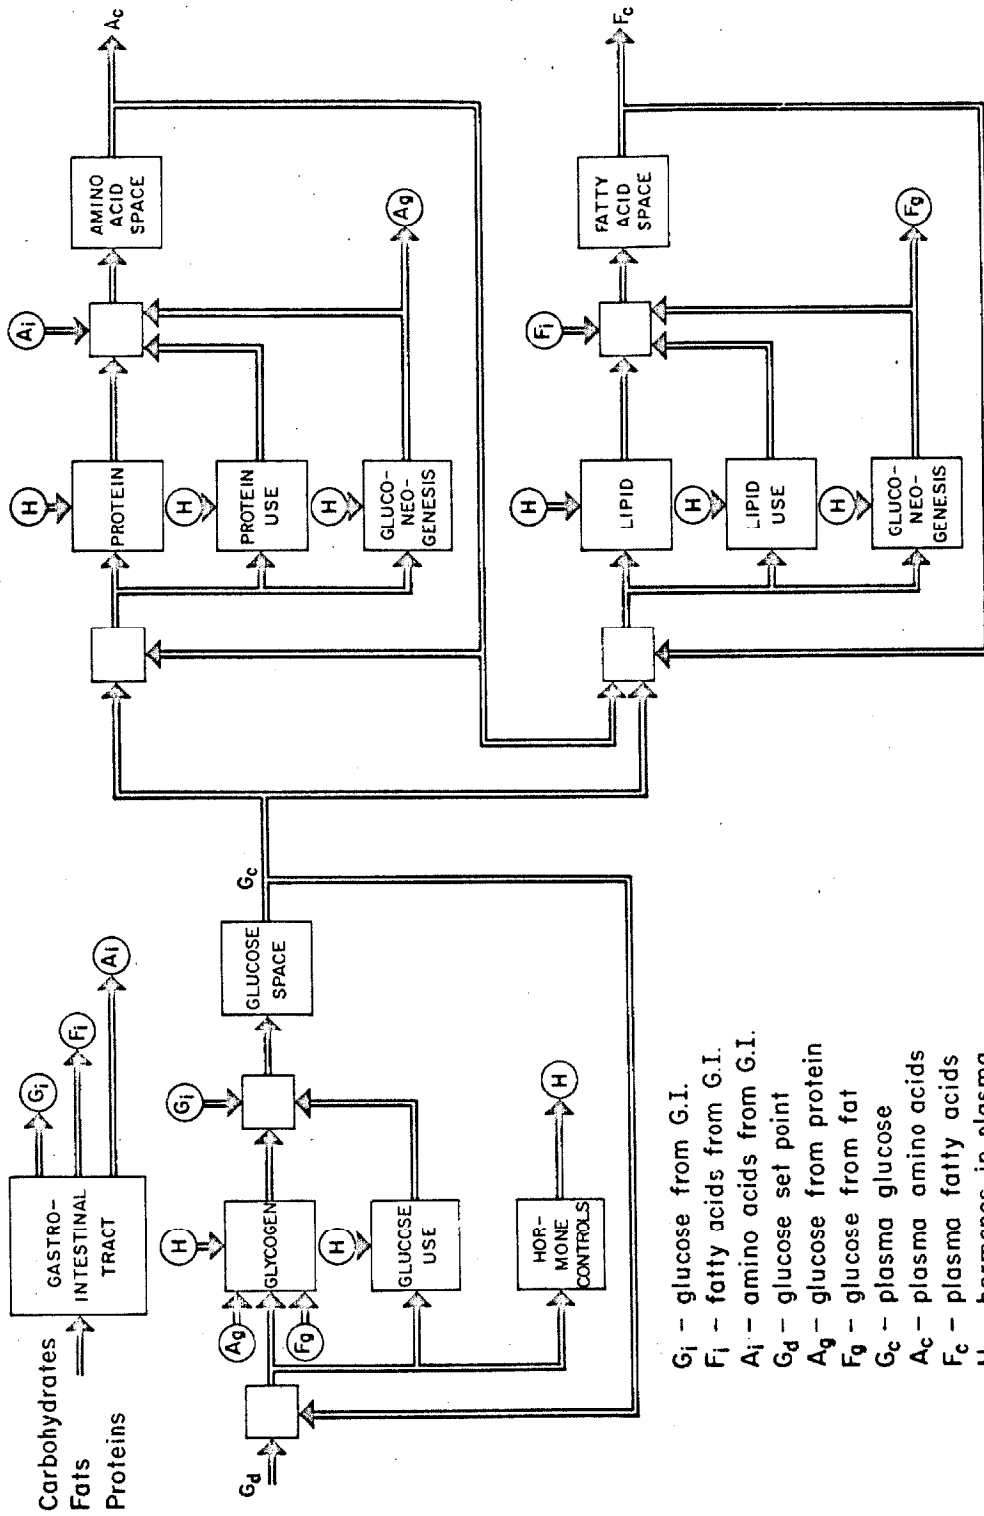 Carbohydrates
Fats
Proteins
GASTRO-
INTESTINAL
TRACT
Gi
Fi
Ai
Gd
Ag
Fg
H
GLYCOGEN
H
GLUCOSE
USE
HOR-
MONE
CONTROLS
H
Gi
GLUCOSE
SPACE
Gc
H
PROTEIN
H
PROTEIN
USE
H
GLUCO-
NEO-
GENESIS
Ai
AMINO
ACID
SPACE
Ag
Ac
H
LIPID
H
LIPID
USE
H
GLUCO-
NEO-
GENESIS
Fi
FATTY
ACID
SPACE
Fg
Fc
Gi – glucose from G.I.
Fi – fatty acids from G.I.
Ai – amino acids from G.I.
Gd – glucose set point
Ag – glucose from protein
Fg – glucose from fat
Gc – plasma glucose
Ac – plasma amino acids
Fc – plasma fatty acids
H – hormones in plasma